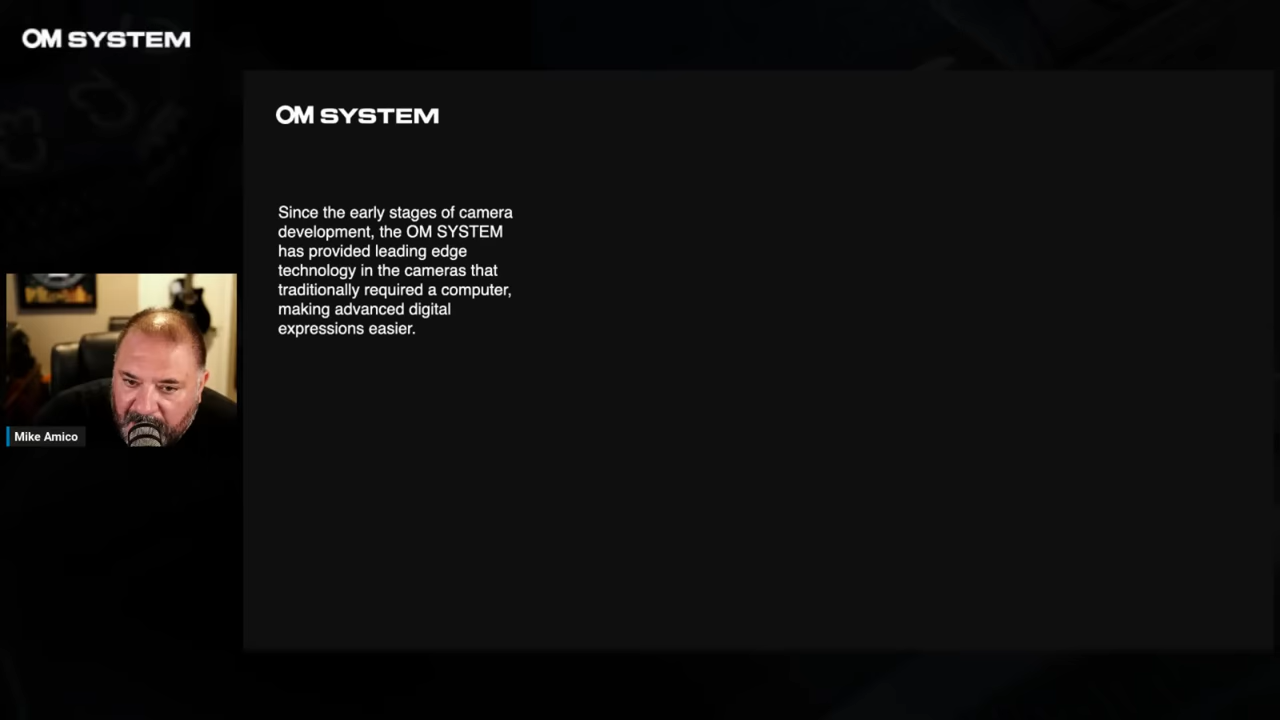 OM SYSTEM
OM SYSTEM
Since the early stages of camera
development, the OM SYSTEM
has provided leading edge
technology in the cameras that
traditionally required a computer,
making advanced digital
expressions easier.
Mike Amico